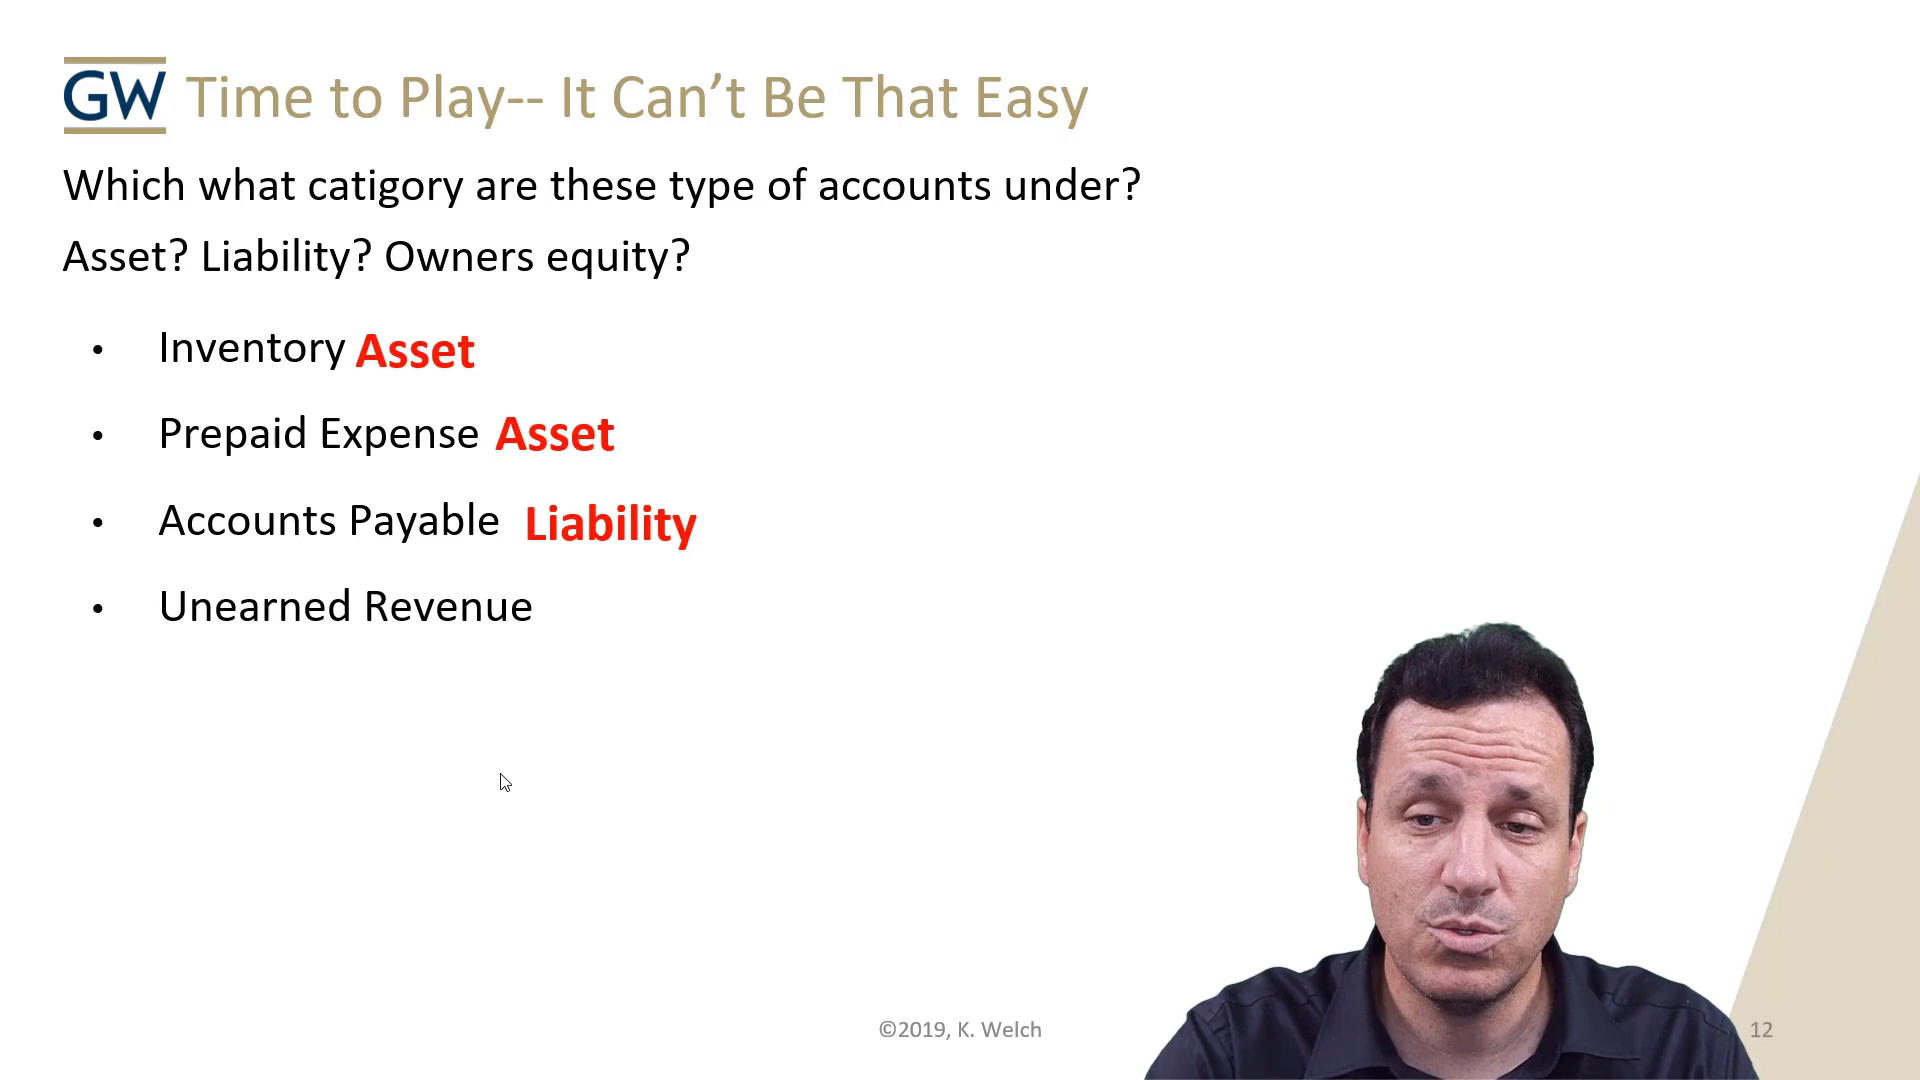 GW Time to Play-- It Can’t Be That Easy
Which what catigory are these type of accounts under?
Asset? Liability? Owners equity?
• Inventory Asset
• Prepaid Expense Asset
• Accounts Payable Liability
• Unearned Revenue
©2019, K. Welch
12